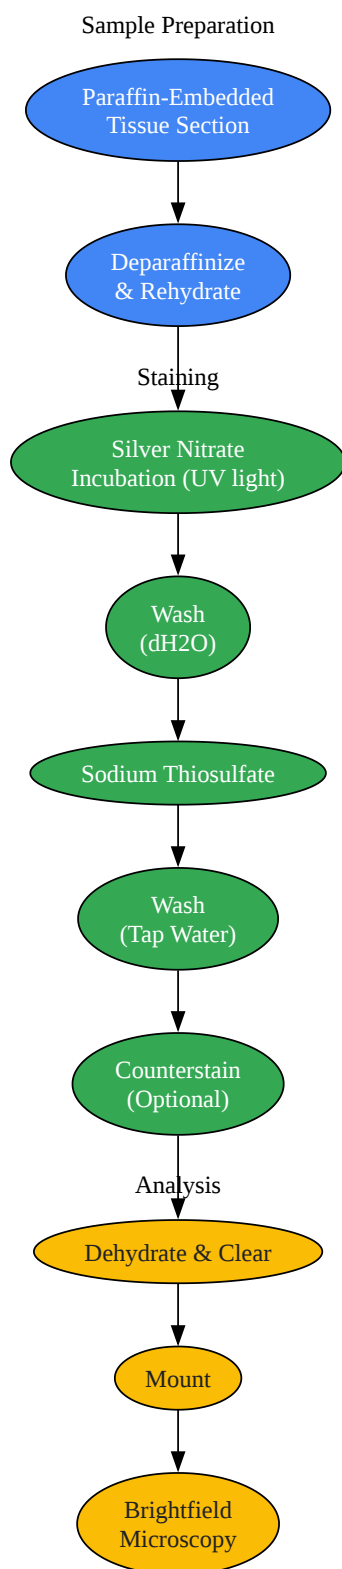 Sample Preparation
Paraffin-Embedded
Tissue Section
Deparaffinize
& Rehydrate
Staining
Silver Nitrate
Incubation (UV light)
Wash
(dH2O)
Sodium Thiosulfate
Wash
(Tap Water)
Counterstain
(Optional)
Analysis
Dehydrate & Clear
Mount
Brightfield
Microscopy